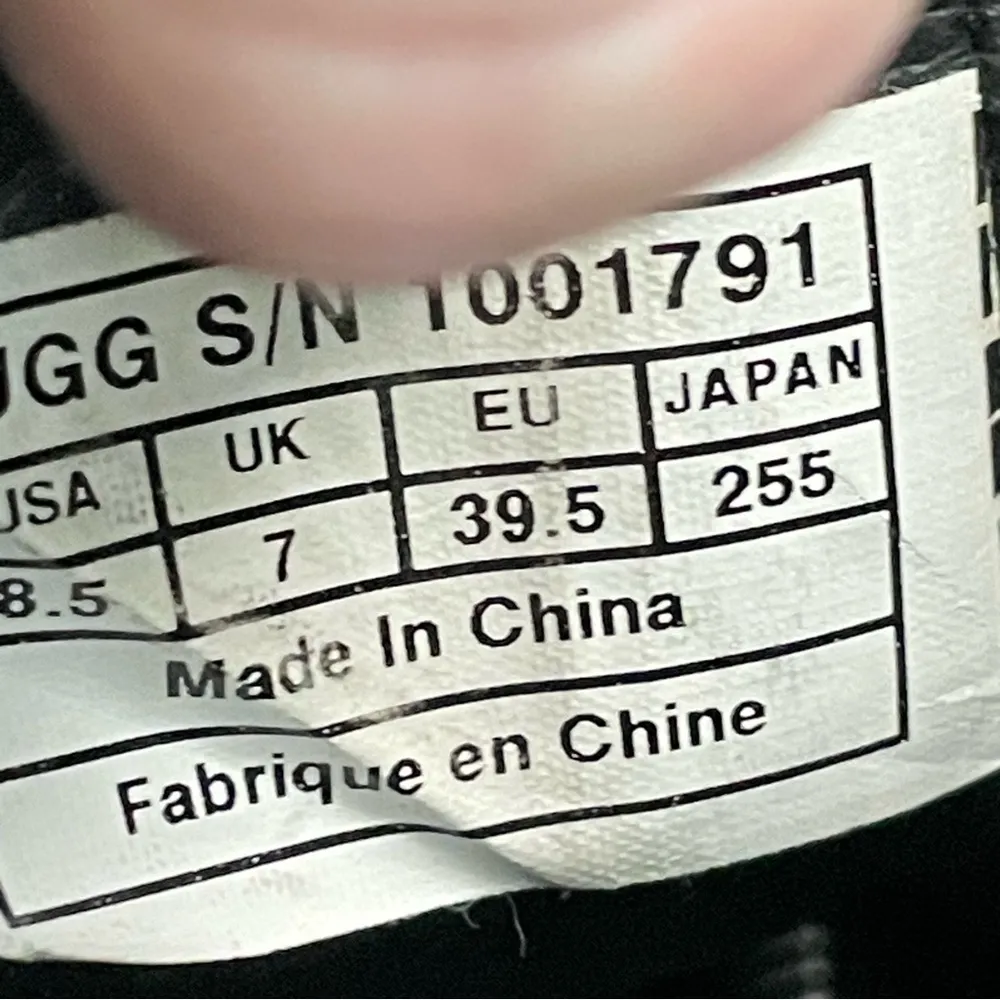 UGG S/N 1001791
USA UK EU JAPAN
8.5 7 39.5 255
Made In China
Fabrique en Chine